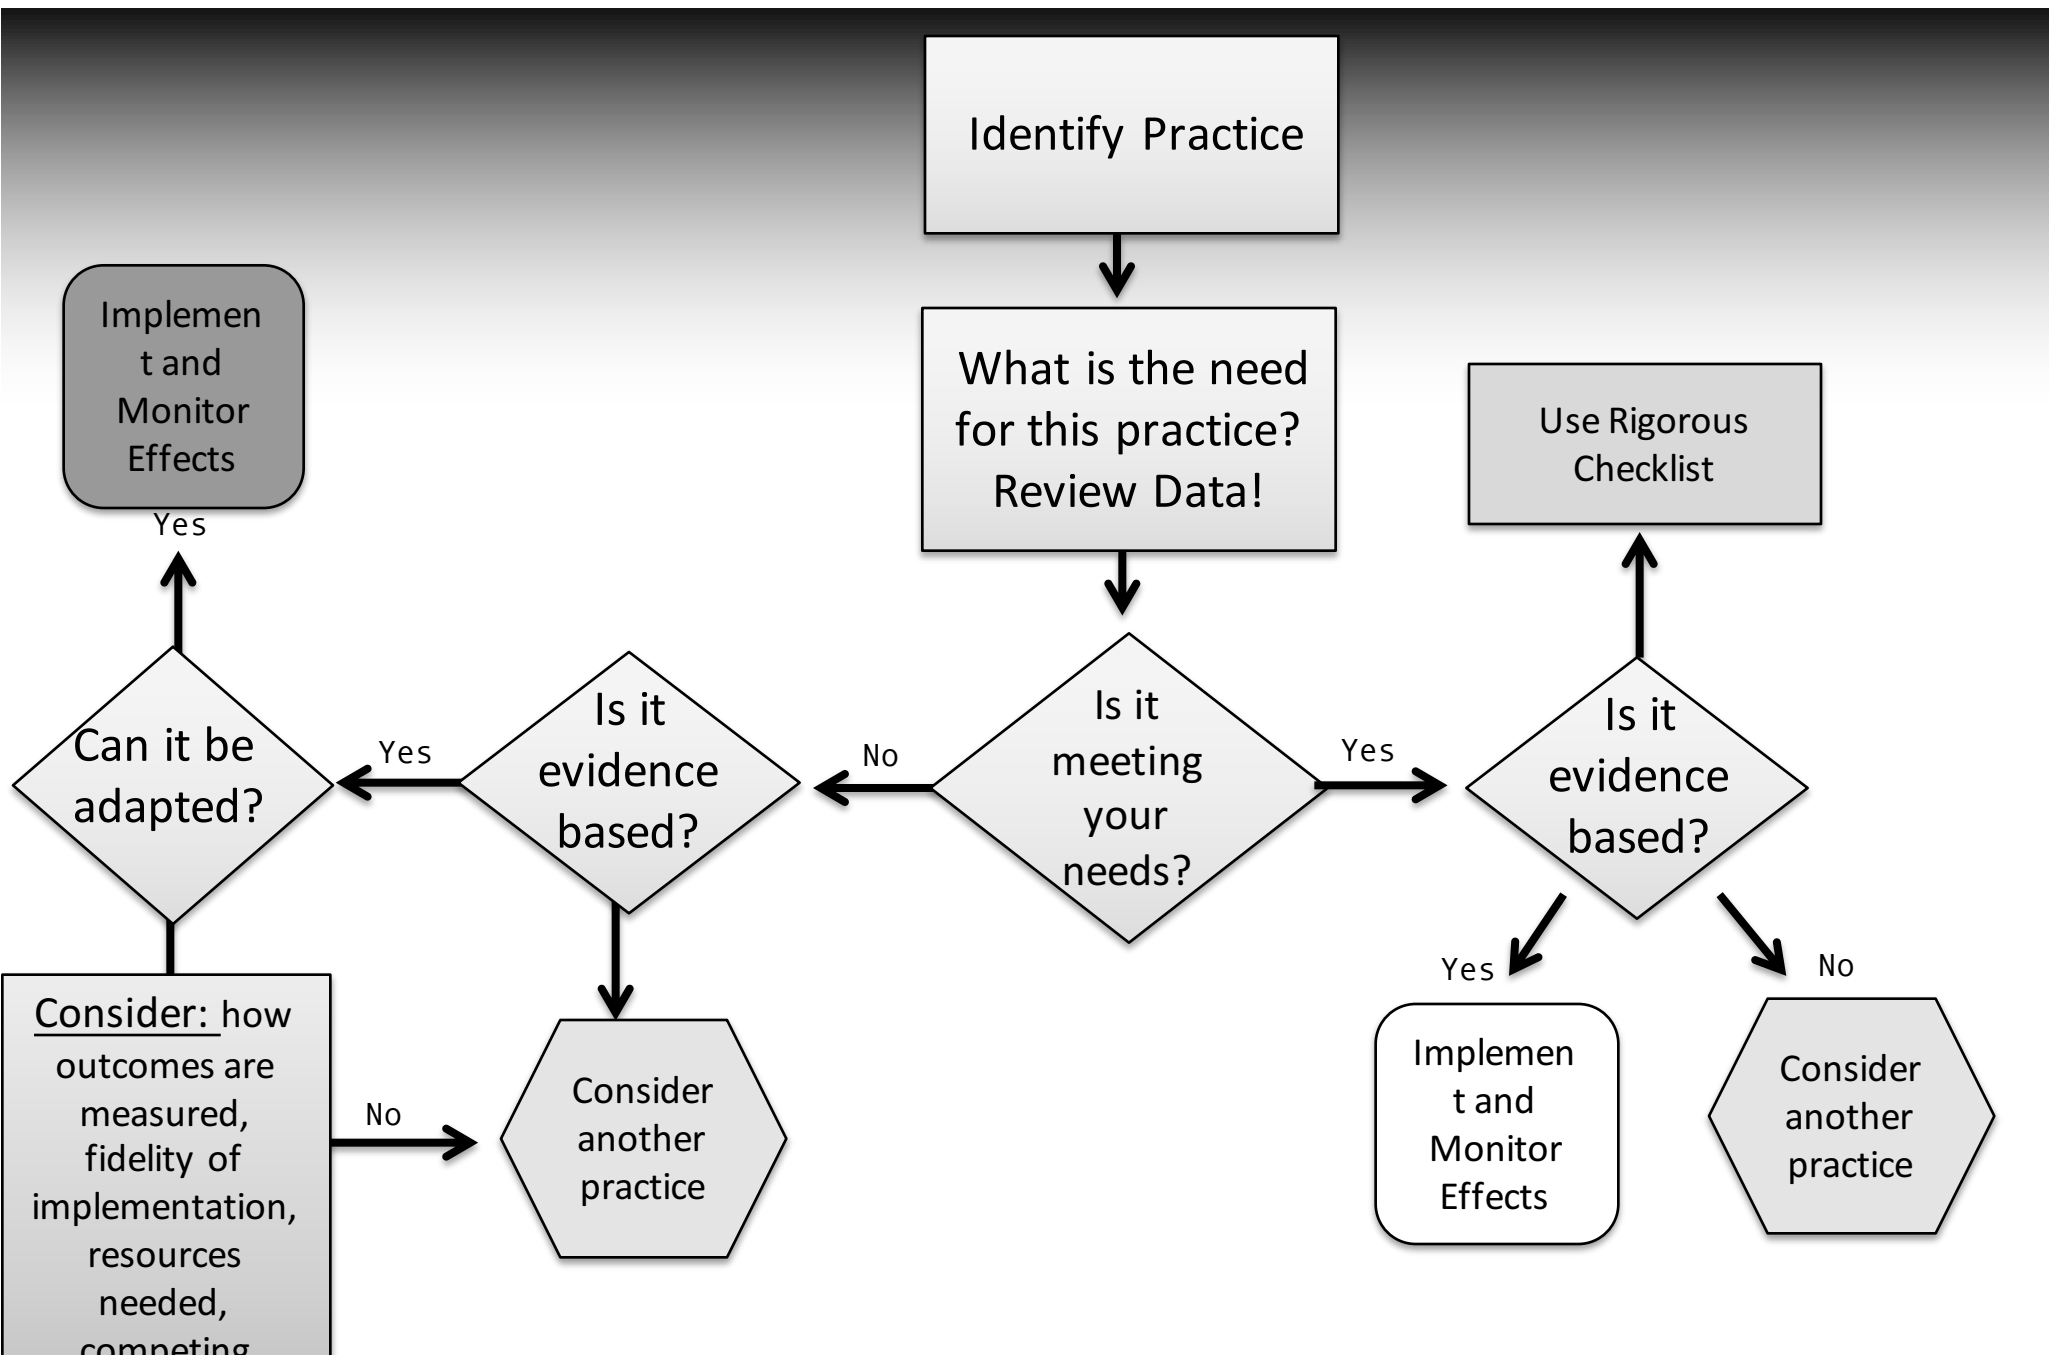 Identify Practice
What is the need
for this practice?
Review Data!
Implemen
t and
Monitor
Effects
Yes
Use Rigorous
Checklist
Can it be
adapted?
Yes
Is it
evidence
based?
No
Is it
meeting
your
needs?
Yes
Is it
evidence
based?
Yes
No
Consider: how
outcomes are
measured,
fidelity of
implementation,
resources
needed,
competing
No
Consider
another
practice
Implemen
t and
Monitor
Effects
Consider
another
practice